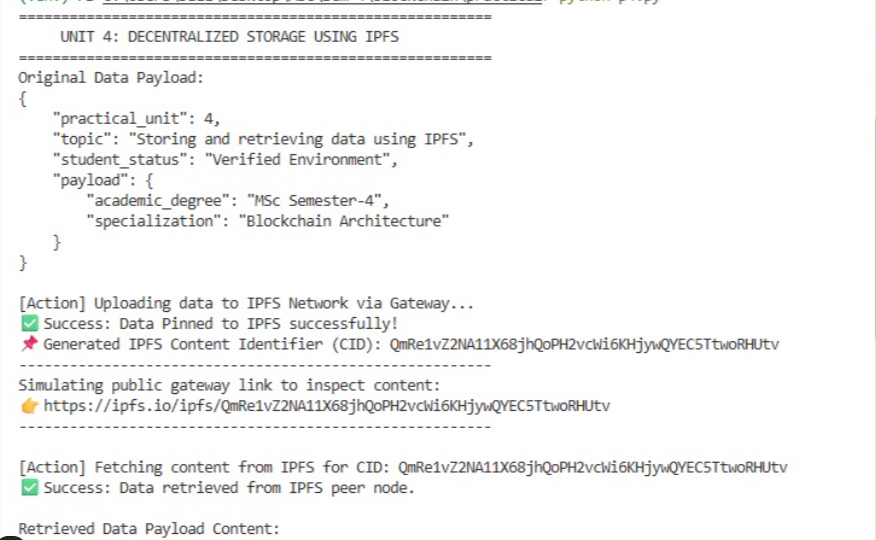 ======================================================
UNIT 4: DECENTRALIZED STORAGE USING IPFS
======================================================
Original Data Payload:
{
    "practical_unit": 4,
    "topic": "Storing and retrieving data using IPFS",
    "student_status": "Verified Environment",
    "payload": {
        "academic_degree": "MSc Semester-4",
        "specialization": "Blockchain Architecture"
    }
}
[Action] Uploading data to IPFS Network via Gateway...
✅ Success: Data Pinned to IPFS successfully!
📌 Generated IPFS Content Identifier (CID): QmRe1vZ2NA11X68jhQoPH2vcWi6KHjywQYEC5TtwoRHUtv
------------------------------------------------------
Simulating public gateway link to inspect content:
👉 https://ipfs.io/ipfs/QmRe1vZ2NA11X68jhQoPH2vcWi6KHjywQYEC5TtwoRHUtv
------------------------------------------------------
[Action] Fetching content from IPFS for CID: QmRe1vZ2NA11X68jhQoPH2vcWi6KHjywQYEC5TtwoRHUtv
✅ Success: Data retrieved from IPFS peer node.
Retrieved Data Payload Content: